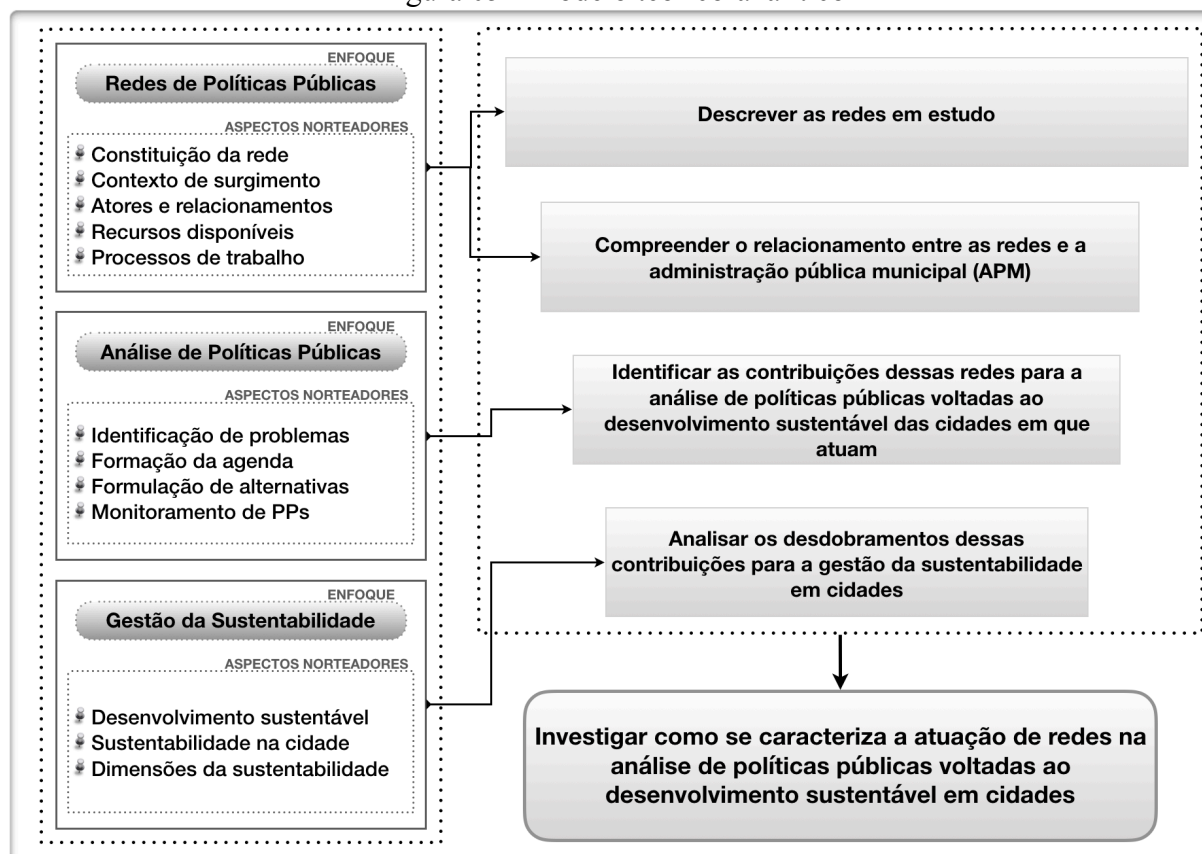 ENFOQUE
Redes de Políticas Públicas
ASPECTOS NORTEADORES
Constituição da rede
Contexto de surgimento
Atores e relacionamentos
Recursos disponíveis
Processos de trabalho
ENFOQUE
Análise de Políticas Públicas
ASPECTOS NORTEADORES
Identificação de problemas
Formação da agenda
Formulação de alternativas
Monitoramento de PPs
ENFOQUE
Gestão da Sustentabilidade
ASPECTOS NORTEADORES
Desenvolvimento sustentável
Sustentabilidade na cidade
Dimensões da sustentabilidade
Descrever as redes em estudo
Compreender o relacionamento entre as redes e a
administração pública municipal (APM)
Identificar as contribuições dessas redes para a
análise de políticas públicas voltadas ao
desenvolvimento sustentável das cidades em que
atuam
Analisar os desdobramentos dessas
contribuições para a gestão da sustentabilidade
em cidades
Investigar como se caracteriza a atuação de redes na
análise de políticas públicas voltadas ao
desenvolvimento sustentável em cidades